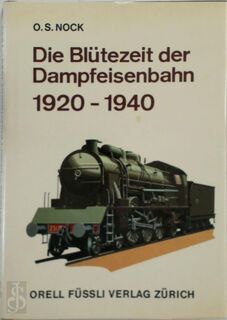 O. S. NOCK
Die Blütezeit der
Dampfeisenbahn
1920 - 1940
ORELL FÜSSLI VERLAG ZÜRICH